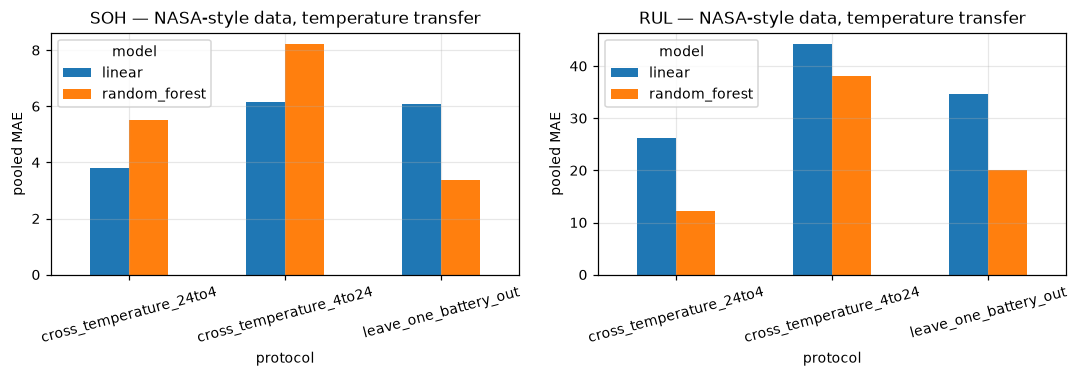 SOH — NASA-style data, temperature transfer
model
linear
random_forest
pooled MAE
8
6
4
2
0
cross_temperature_24to4
cross_temperature_4to24
leave_one_battery_out
protocol
RUL — NASA-style data, temperature transfer
model
linear
random_forest
pooled MAE
40
30
20
10
0
cross_temperature_24to4
cross_temperature_4to24
leave_one_battery_out
protocol